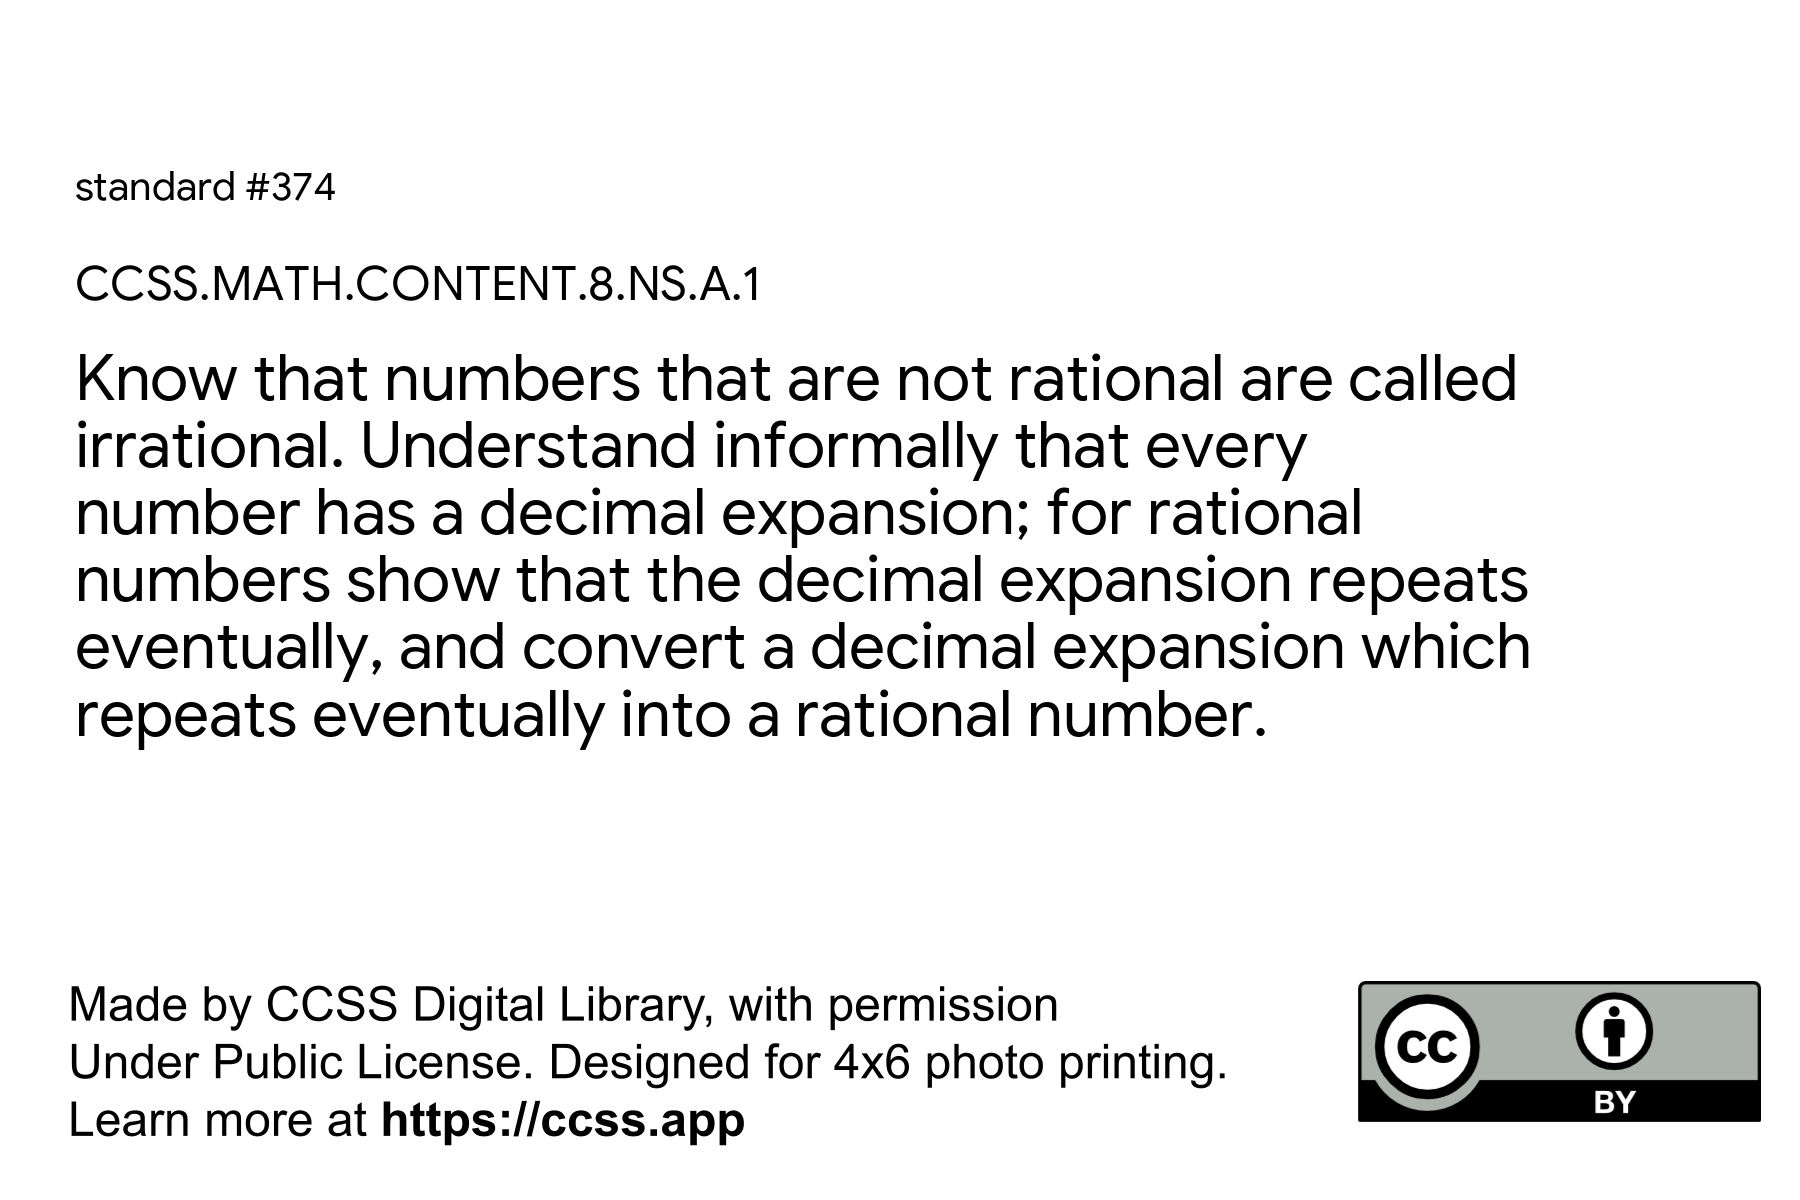 standard #374
CCSS.MATH.CONTENT.8.NS.A.1
Know that numbers that are not rational are called
irrational. Understand informally that every
number has a decimal expansion; for rational
numbers show that the decimal expansion repeats
eventually, and convert a decimal expansion which
repeats eventually into a rational number.
Made by CCSS Digital Library, with permission
Under Public License. Designed for 4x6 photo printing.
Learn more at https://ccss.app
CC
BY